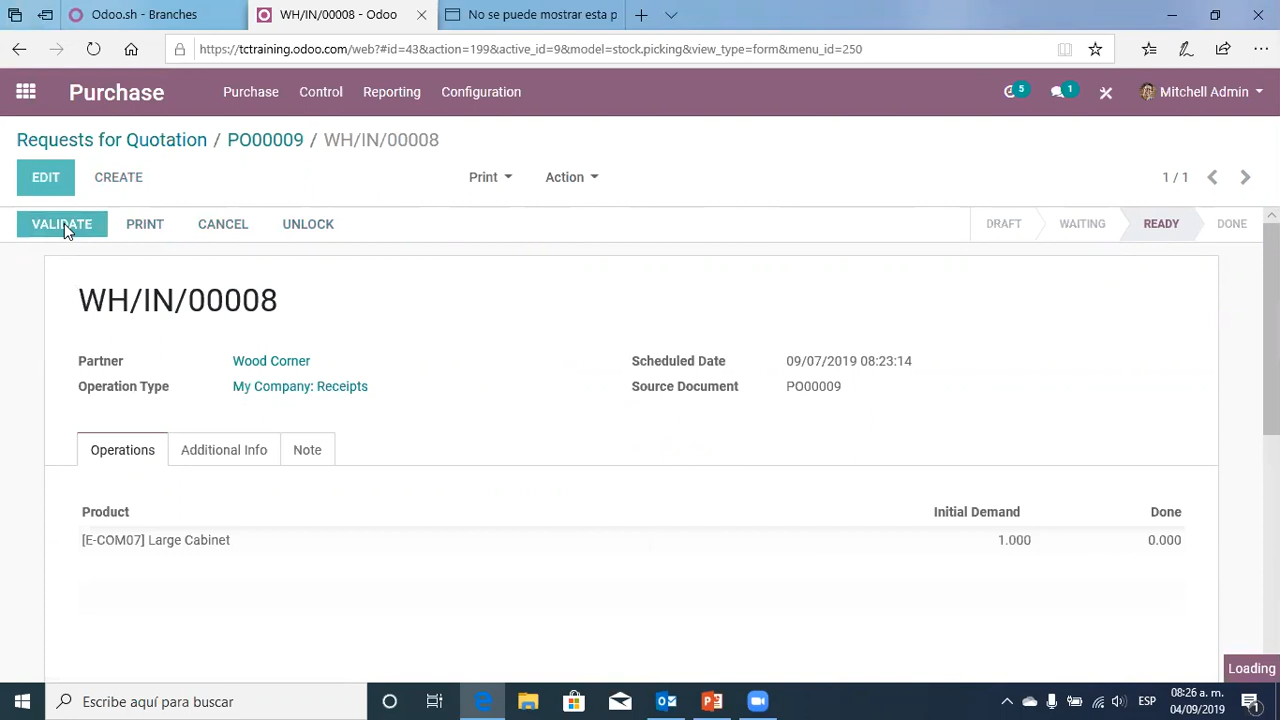 Odoo.sh - Branches
WH/IN/00008 - Odoo
No se puede mostrar esta p
https://tctraining.odoo.com/web?#id=43&action=199&active_id=9&model=stock.picking&view_type=form&menu_id=250
Purchase
Purchase Control Reporting Configuration
5
1
Mitchell Admin
Requests for Quotation / PO00009 / WH/IN/00008
EDIT CREATE
Print Action
1 / 1
VALIDATE PRINT CANCEL UNLOCK
DRAFT WAITING READY DONE
WH/IN/00008
Partner Wood Corner
Scheduled Date 09/07/2019 08:23:14
Operation Type My Company: Receipts
Source Document PO00009
Operations Additional Info Note
Product Initial Demand Done
[E-COM07] Large Cabinet 1.000 0.000
Loading
Escribe aquí para buscar
ESP
08:26 a. m.
04/09/2019
1